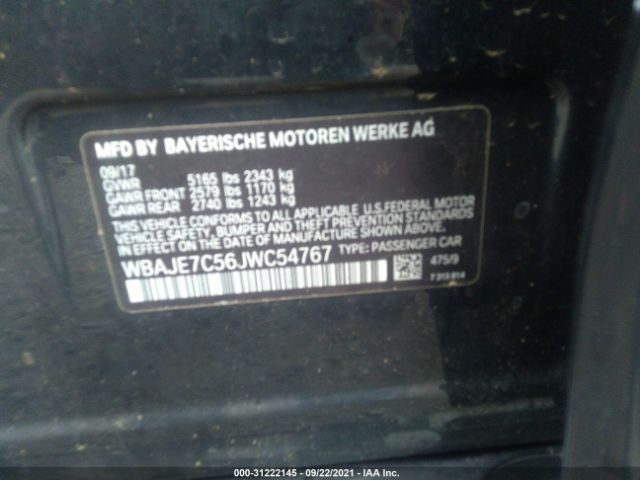 MFD BY BAYERISCHE MOTOREN WERKE AG
09/17
GVWR 5165 lbs 2343 kg
GAWR FRONT 2579 lbs 1170 kg
GAWR REAR 2740 lbs 1243 kg
THIS VEHICLE CONFORMS TO ALL APPLICABLE U.S. FEDERAL MOTOR
VEHICLE SAFETY, BUMPER AND THEFT PREVENTION STANDARDS
IN EFFECT ON THE DATE OF MANUFACTURE SHOWN ABOVE.
WBAJE7C56JWC54767 TYPE: PASSENGER CAR
475/9
000-31222145 - 09/22/2021 - IAA Inc.